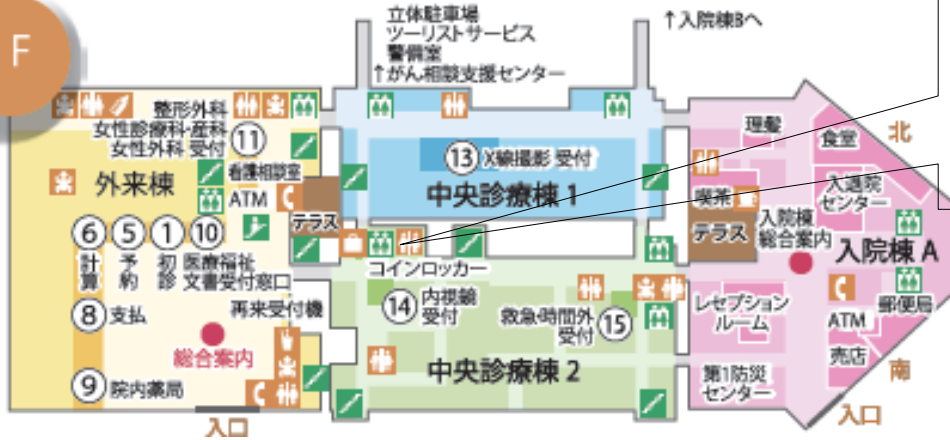 F
立体駐車場
ツーリストサービス
警備室
↑がん相談支援センター
↑入院棟Bへ
整形外科
女性診療科・産科
女性外科 受付
⑪
看護相談室
外来棟
ATM
テラス
⑥
計算
⑤
予約
①
初診
⑩
医療福祉
文書受付窓口
⑧ 支払
再来受付機
総合案内
⑨ 院内薬局
入口
⑬ X線撮影 受付
中央診療棟 1
コインロッカー
⑭ 内視鏡
受付
救急・時間外
受付 ⑮
中央診療棟 2
理髪
食堂
北
喫茶
入退院
センター
テラス
入院棟
総合案内
入院棟 A
レセプション
ルーム
ATM
郵便局
売店
第1防災
センター
南
入口